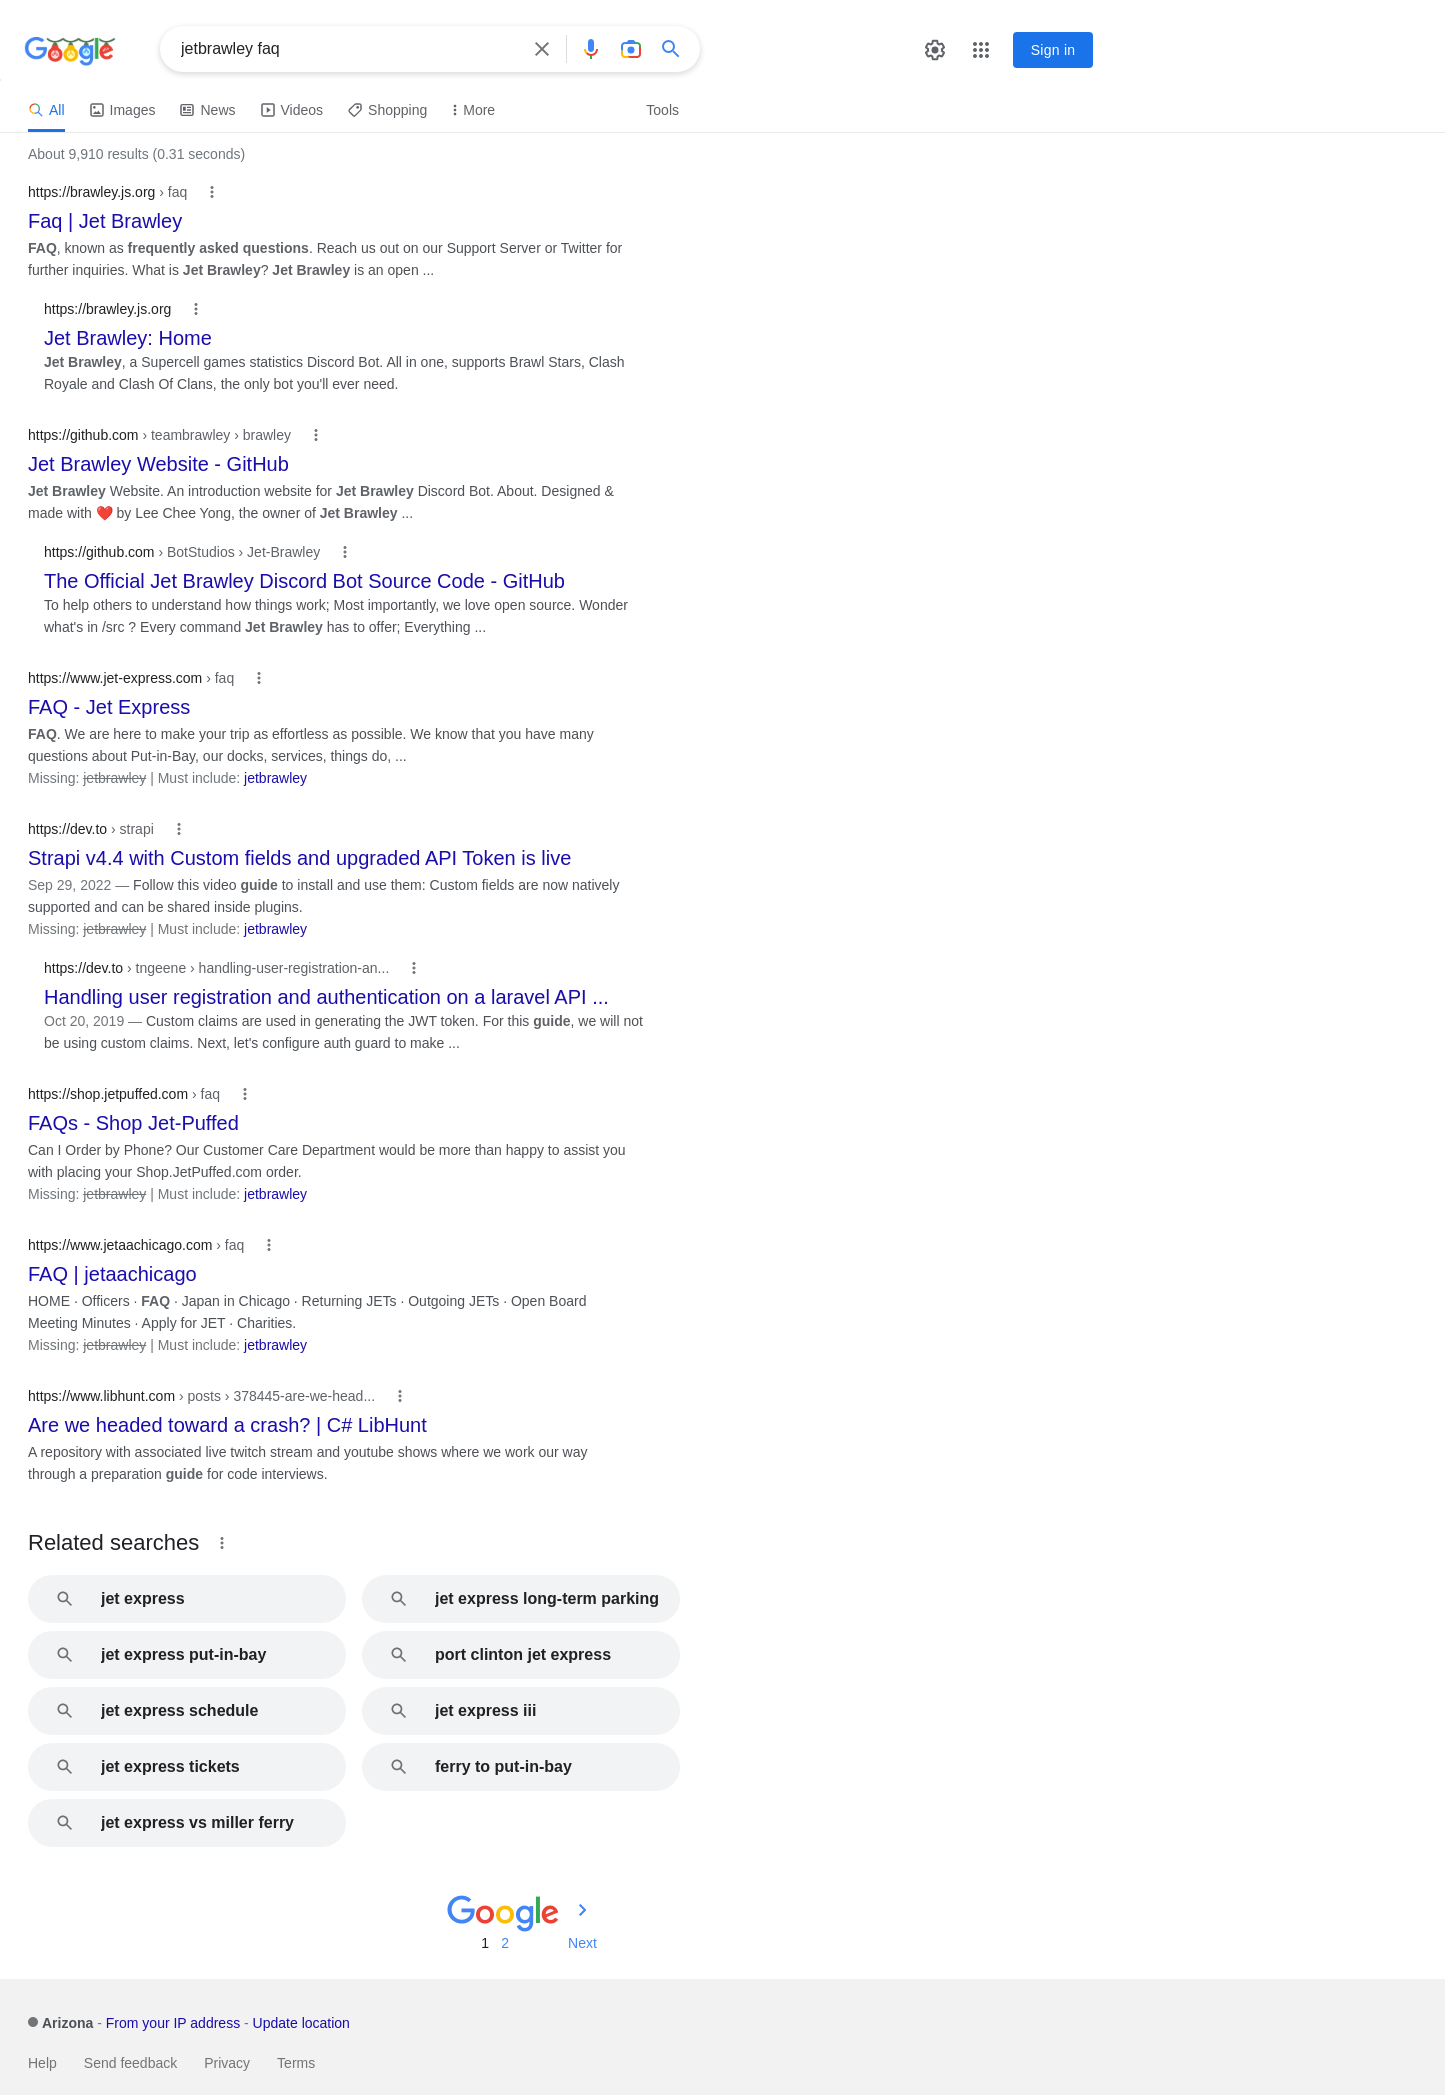 Google
jetbrawley faq
Sign in
All
Images
News
Videos
Shopping
More
Tools
About 9,910 results (0.31 seconds)
https://brawley.js.org › faq
Faq | Jet Brawley
FAQ, known as frequently asked questions. Reach us out on our Support Server or Twitter for
further inquiries. What is Jet Brawley? Jet Brawley is an open ...
https://brawley.js.org
Jet Brawley: Home
Jet Brawley, a Supercell games statistics Discord Bot. All in one, supports Brawl Stars, Clash
Royale and Clash Of Clans, the only bot you'll ever need.
https://github.com › teambrawley › brawley
Jet Brawley Website - GitHub
Jet Brawley Website. An introduction website for Jet Brawley Discord Bot. About. Designed &
made with ❤️ by Lee Chee Yong, the owner of Jet Brawley ...
https://github.com › BotStudios › Jet-Brawley
The Official Jet Brawley Discord Bot Source Code - GitHub
To help others to understand how things work; Most importantly, we love open source. Wonder
what's in /src ? Every command Jet Brawley has to offer; Everything ...
https://www.jet-express.com › faq
FAQ - Jet Express
FAQ. We are here to make your trip as effortless as possible. We know that you have many
questions about Put-in-Bay, our docks, services, things do, ...
Missing: jetbrawley | Must include: jetbrawley
https://dev.to › strapi
Strapi v4.4 with Custom fields and upgraded API Token is live
Sep 29, 2022 — Follow this video guide to install and use them: Custom fields are now natively
supported and can be shared inside plugins.
Missing: jetbrawley | Must include: jetbrawley
https://dev.to › tngeene › handling-user-registration-an...
Handling user registration and authentication on a laravel API ...
Oct 20, 2019 — Custom claims are used in generating the JWT token. For this guide, we will not
be using custom claims. Next, let's configure auth guard to make ...
https://shop.jetpuffed.com › faq
FAQs - Shop Jet-Puffed
Can I Order by Phone? Our Customer Care Department would be more than happy to assist you
with placing your Shop.JetPuffed.com order.
Missing: jetbrawley | Must include: jetbrawley
https://www.jetaachicago.com › faq
FAQ | jetaachicago
HOME · Officers · FAQ · Japan in Chicago · Returning JETs · Outgoing JETs · Open Board
Meeting Minutes · Apply for JET · Charities.
Missing: jetbrawley | Must include: jetbrawley
https://www.libhunt.com › posts › 378445-are-we-head...
Are we headed toward a crash? | C# LibHunt
A repository with associated live twitch stream and youtube shows where we work our way
through a preparation guide for code interviews.
Related searches
jet express
jet express long-term parking
jet express put-in-bay
port clinton jet express
jet express schedule
jet express iii
jet express tickets
ferry to put-in-bay
jet express vs miller ferry
Google
1 2 Next
Arizona - From your IP address - Update location
Help Send feedback Privacy Terms